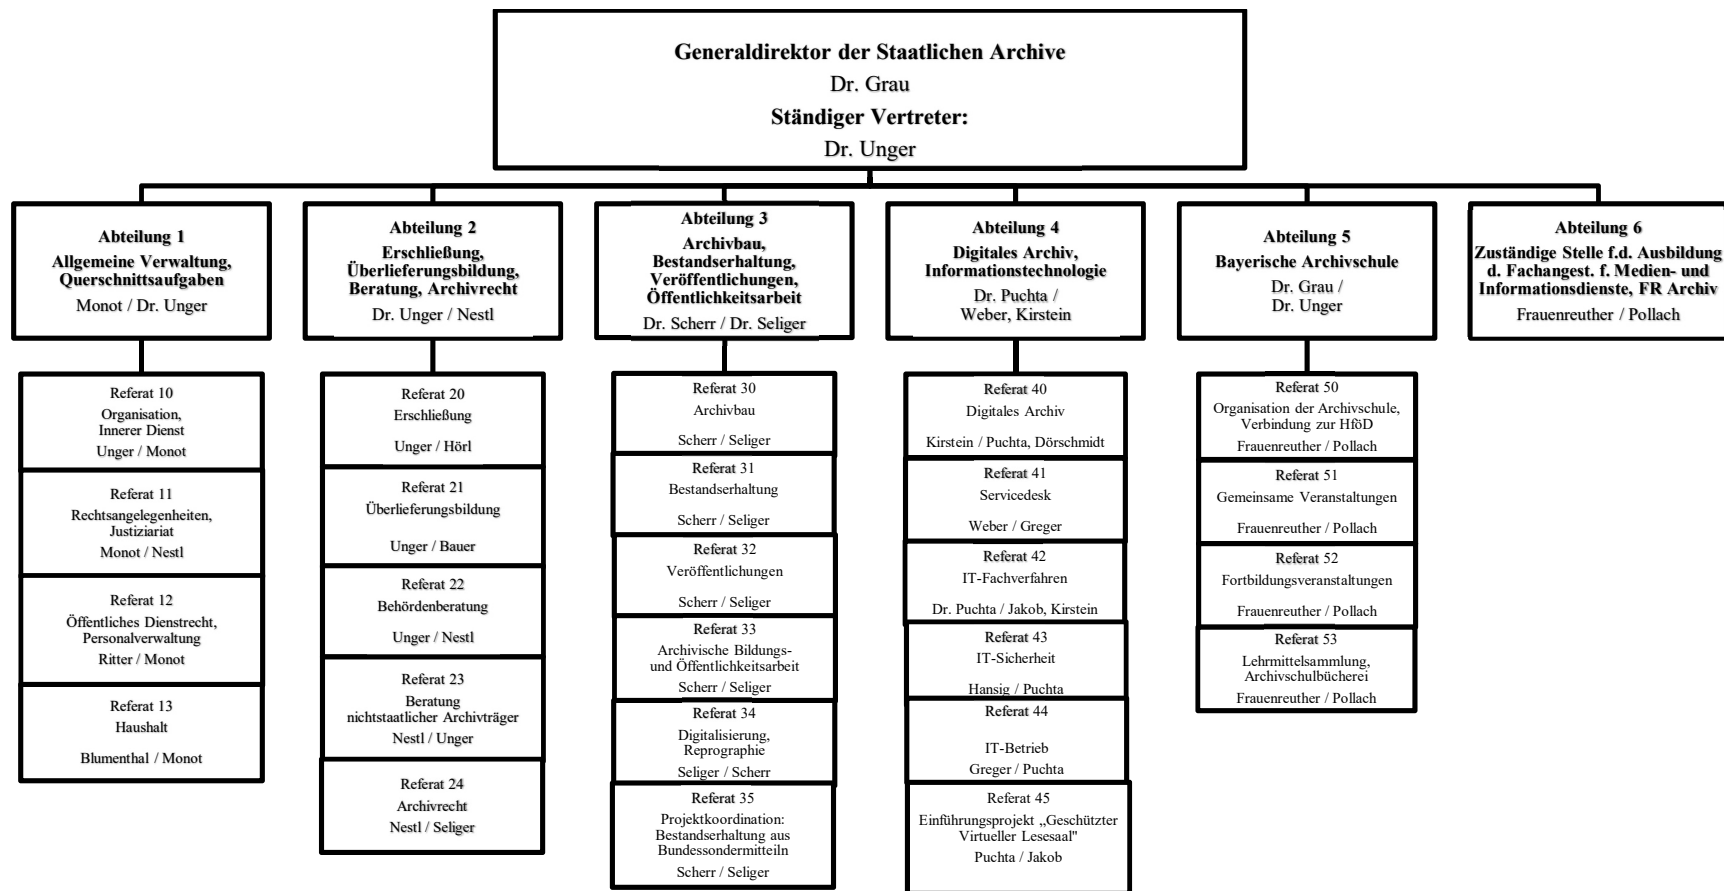 Generaldirektor der Staatlichen Archive
Dr. Grau
Ständiger Vertreter:
Dr. Unger
Abteilung 1
Allgemeine Verwaltung,
Querschnittsaufgaben
Monot / Dr. Unger
Abteilung 2
Erschließung,
Überlieferungsbildung,
Beratung, Archivrecht
Dr. Unger / Nestl
Abteilung 3
Archivbau,
Bestandserhaltung,
Veröffentlichungen,
Öffentlichkeitsarbeit
Dr. Scherr / Dr. Seliger
Abteilung 4
Digitales Archiv,
Informationstechnologie
Dr. Puchta /
Weber, Kirstein
Abteilung 5
Bayerische Archivschule
Dr. Grau /
Dr. Unger
Abteilung 6
Zuständige Stelle f.d. Ausbildung
d. Fachangest. f. Medien- und
Informationsdienste, FR Archiv
Frauenreuther / Pollach
Referat 10
Organisation,
Innerer Dienst
Unger / Monot
Referat 11
Rechtsangelegenheiten,
Justiziariat
Monot / Nestl
Referat 12
Öffentliches Dienstrecht,
Personalverwaltung
Ritter / Monot
Referat 13
Haushalt
Blumenthal / Monot
Referat 20
Erschließung
Unger / Hörl
Referat 21
Überlieferungsbildung
Unger / Bauer
Referat 22
Behördenberatung
Unger / Nestl
Referat 23
Beratung
nichtstaatlicher Archivträger
Nestl / Unger
Referat 24
Archivrecht
Nestl / Seliger
Referat 30
Archivbau
Scherr / Seliger
Referat 31
Bestandserhaltung
Scherr / Seliger
Referat 32
Veröffentlichungen
Scherr / Seliger
Referat 33
Archivische Bildungs-
und Öffentlichkeitsarbeit
Scherr / Seliger
Referat 34
Digitalisierung,
Reprographie
Seliger / Scherr
Referat 35
Projektkoordination:
Bestandserhaltung aus
Bundessondermitteiln
Scherr / Seliger
Referat 40
Digitales Archiv
Kirstein / Puchta, Dörschmidt
Referat 41
Servicedesk
Weber / Greger
Referat 42
IT-Fachverfahren
Dr. Puchta / Jakob, Kirstein
Referat 43
IT-Sicherheit
Hansig / Puchta
Referat 44
IT-Betrieb
Greger / Puchta
Referat 45
Einführungsprojekt „Geschützter
Virtueller Lesesaal"
Puchta / Jakob
Referat 50
Organisation der Archivschule,
Verbindung zur HföD
Frauenreuther / Pollach
Referat 51
Gemeinsame Veranstaltungen
Frauenreuther / Pollach
Referat 52
Fortbildungsveranstaltungen
Frauenreuther / Pollach
Referat 53
Lehrmittelsammlung,
Archivschulbücherei
Frauenreuther / Pollach